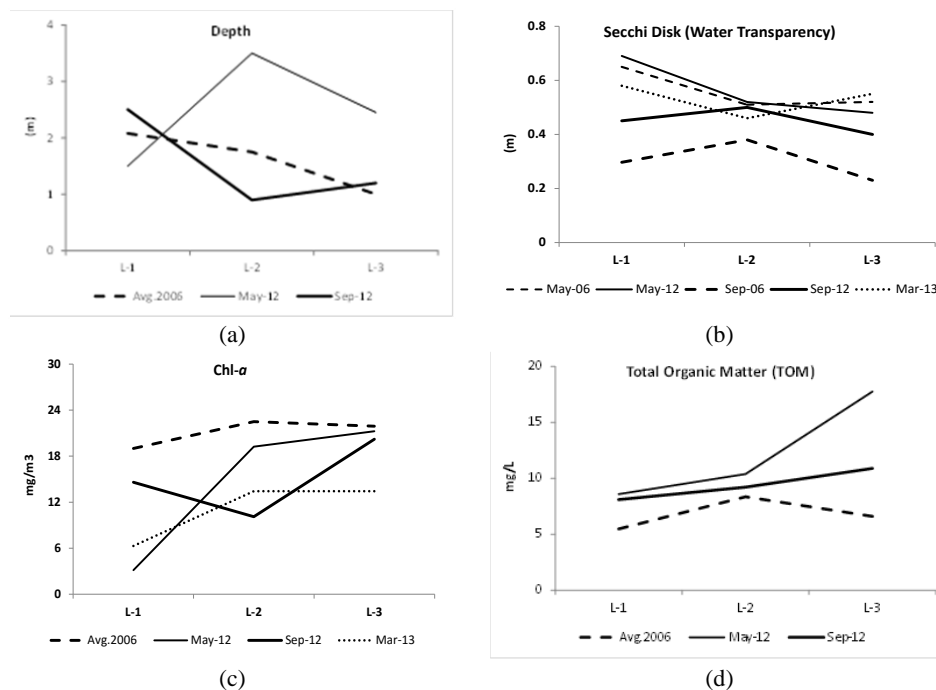 Depth
(m)
4
3
2
1
0
L-1 L-2 L-3
Avg.2006 May-12 Sep-12
(a)
Secchi Disk (Water Transparency)
(m)
0.8
0.6
0.4
0.2
0
L-1 L-2 L-3
May-06 May-12 Sep-06 Sep-12 Mar-13
(b)
Chl-a
mg/m3
30
24
18
12
6
0
L-1 L-2 L-3
Avg.2006 May-12 Sep-12 Mar-13
(c)
Total Organic Matter (TOM)
mg/L
20
15
10
5
0
L-1 L-2 L-3
Avg.2006 May-12 Sep-12
(d)